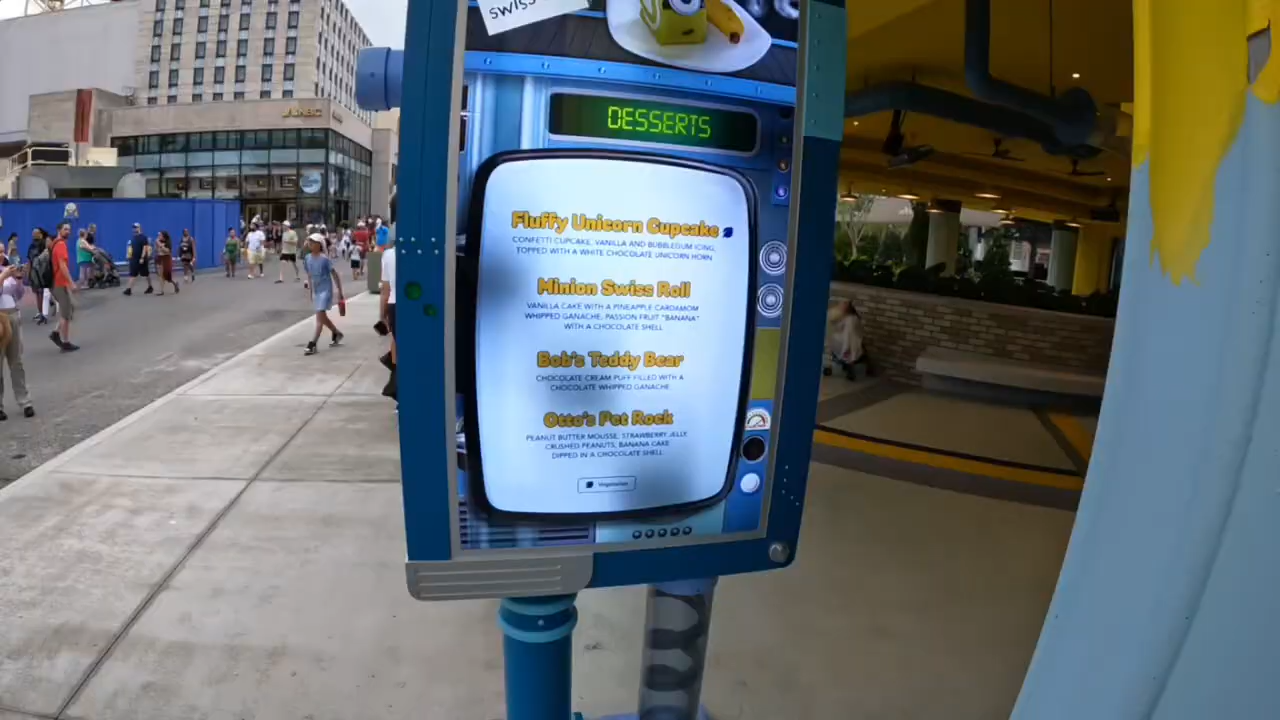 SWISS
DESSERTS
NBC
Fluffy Unicorn Cupcake
CONFETTI CUPCAKE, VANILLA AND BUBBLEGUM ICING,
TOPPED WITH A WHITE CHOCOLATE UNICORN HORN
Minion Swiss Roll
VANILLA CAKE WITH A PINEAPPLE CARDAMOM
WHIPPED GANACHE, PASSION FRUIT "BANANA"
WITH A CHOCOLATE SHELL
Bob's Teddy Bear
CHOCOLATE CREAM PUFF FILLED WITH A
CHOCOLATE WHIPPED GANACHE
Otto's Pet Rock
PEANUT BUTTER MOUSSE, STRAWBERRY JELLY,
CRUSHED PEANUTS, BANANA CAKE
DIPPED IN A CHOCOLATE SHELL
Vegetarian